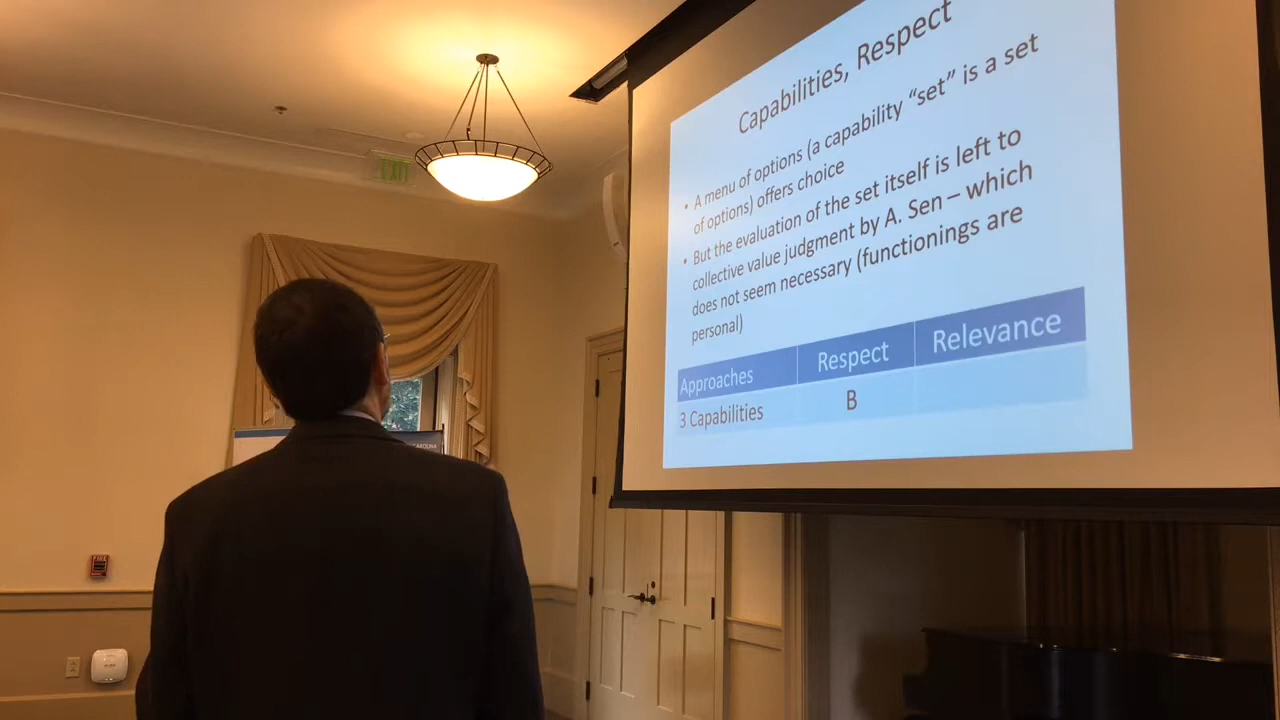 Capabilities, Respect
• A menu of options (a capability “set” is a set
of options) offers choice
• But the evaluation of the set itself is left to
collective value judgment by A. Sen – which
does not seem necessary (functionings are
personal)
Approaches Respect Relevance
3 Capabilities B
EXIT
CAROLINA
FIRE